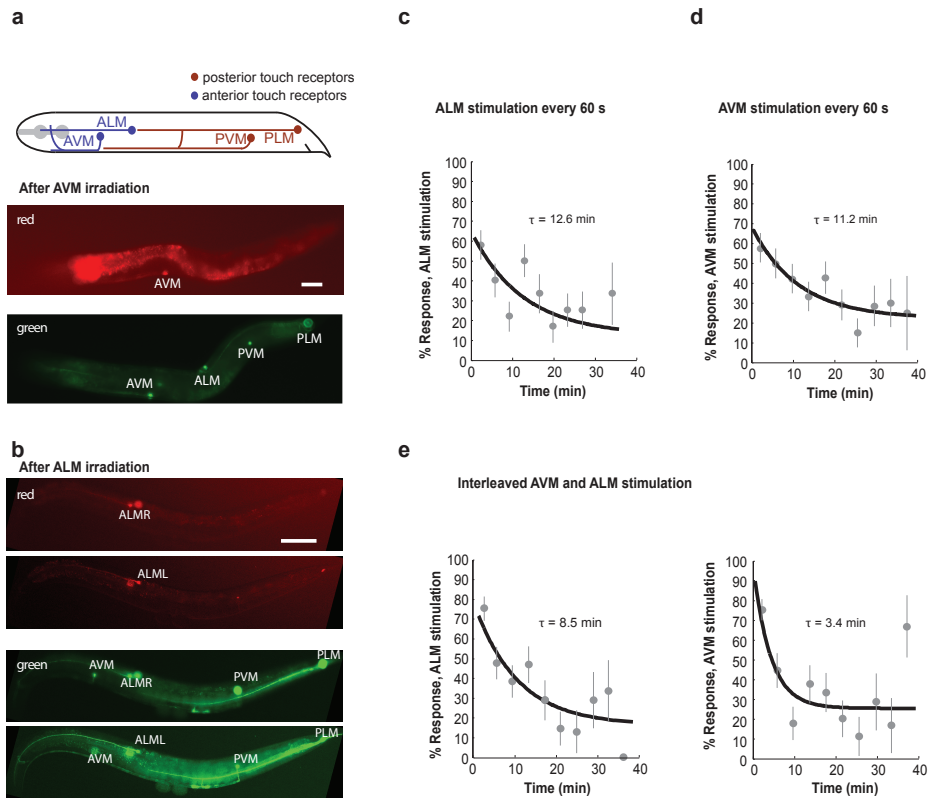 a
posterior touch receptors
anterior touch receptors
ALM
AVM
PVM
PLM
After AVM irradiation
red
AVM
green
PLM
PVM
AVM
ALM
b
After ALM irradiation
red
ALMR
ALML
green
PLM
AVM
ALMR
PVM
PLM
ALML
AVM
PVM
c
ALM stimulation every 60 s
% Response, ALM stimulation
100
90
80
70
60
50
40
30
20
10
0
τ = 12.6 min
0 10 20 30 40
Time (min)
d
AVM stimulation every 60 s
% Response, AVM stimulation
100
90
80
70
60
50
40
30
20
10
0
τ = 11.2 min
0 10 20 30 40
Time (min)
e
Interleaved AVM and ALM stimulation
% Response, ALM stimulation
100
90
80
70
60
50
40
30
20
10
0
τ = 8.5 min
0 10 20 30 40
Time (min)
% Response, AVM stimulation
100
90
80
70
60
50
40
30
20
10
0
τ = 3.4 min
0 10 20 30 40
Time (min)